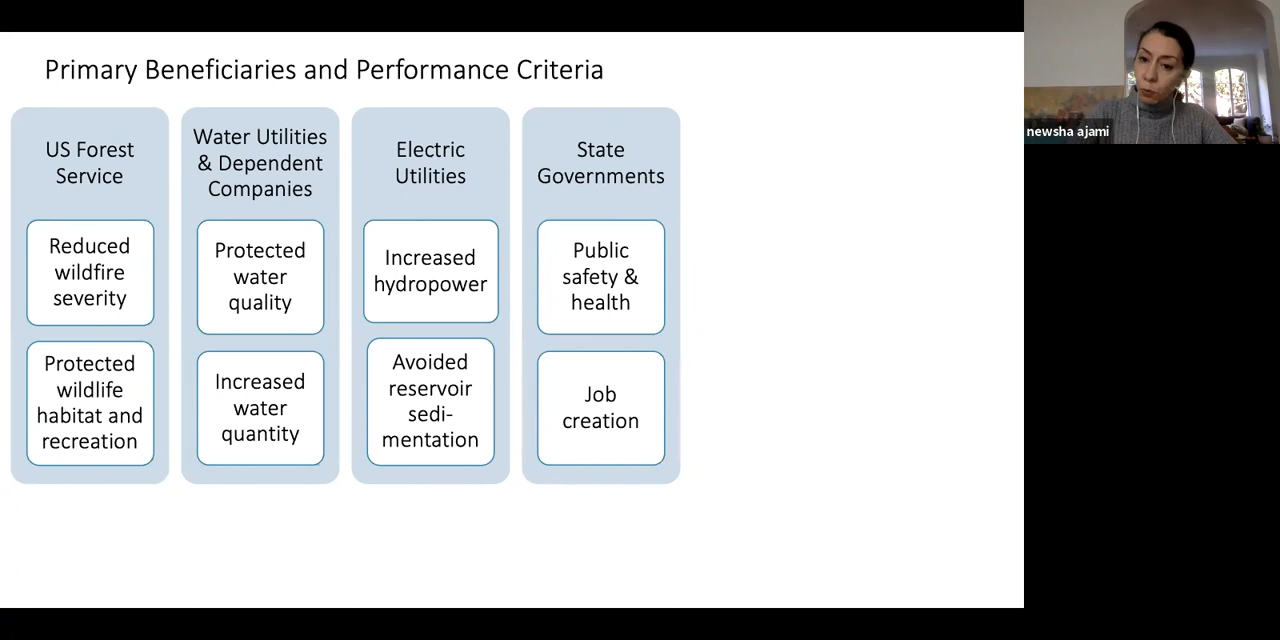 Primary Beneficiaries and Performance Criteria
US Forest
Service
Reduced
wildfire
severity
Protected
wildlife
habitat and
recreation
Water Utilities
& Dependent
Companies
Protected
water
quality
Increased
water
quantity
Electric
Utilities
Increased
hydropower
Avoided
reservoir
sedi-
mentation
State
Governments
Public
safety &
health
Job
creation
newsha ajami